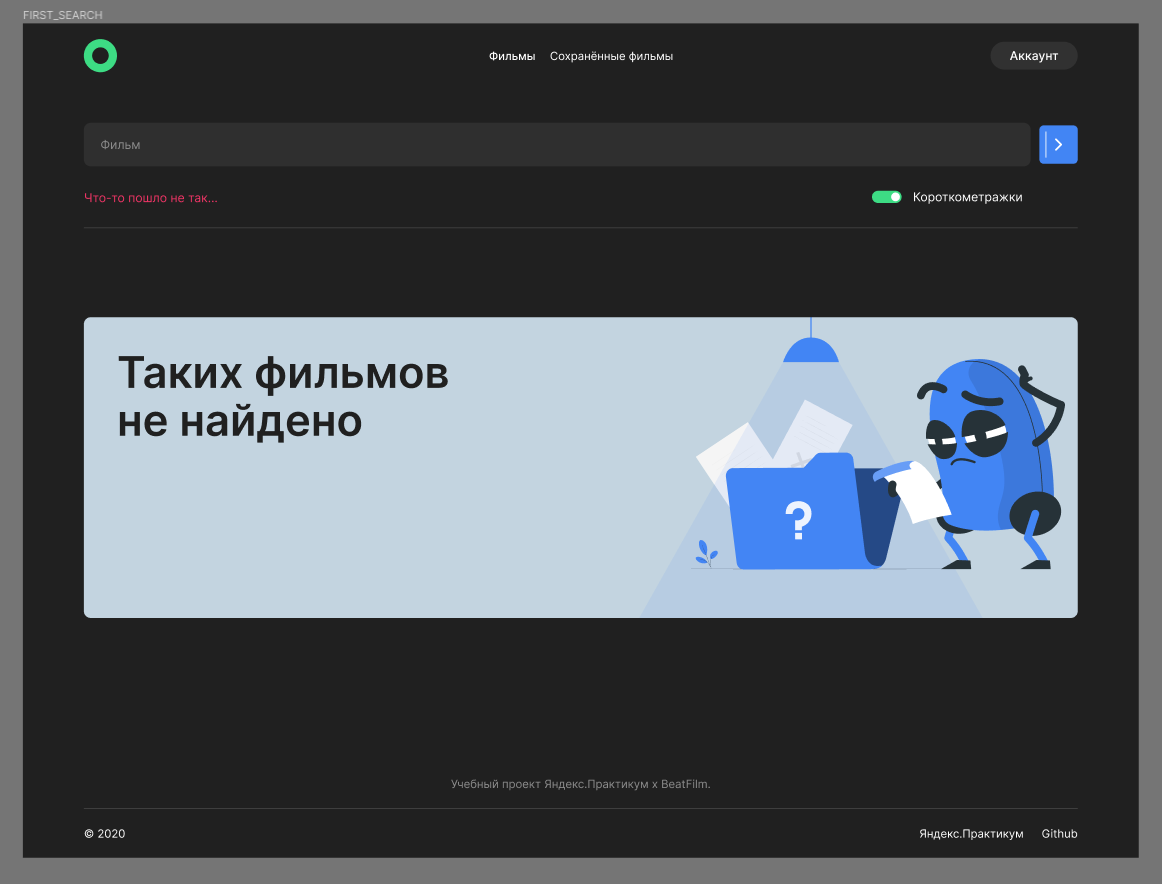 FIRST_SEARCH
Фильмы Сохранённые фильмы Аккаунт
Фильм
Что-то пошло не так... Короткометражки
Таких фильмов
не найдено
?
Учебный проект Яндекс.Практикум х BeatFilm.
© 2020 Яндекс.Практикум Github